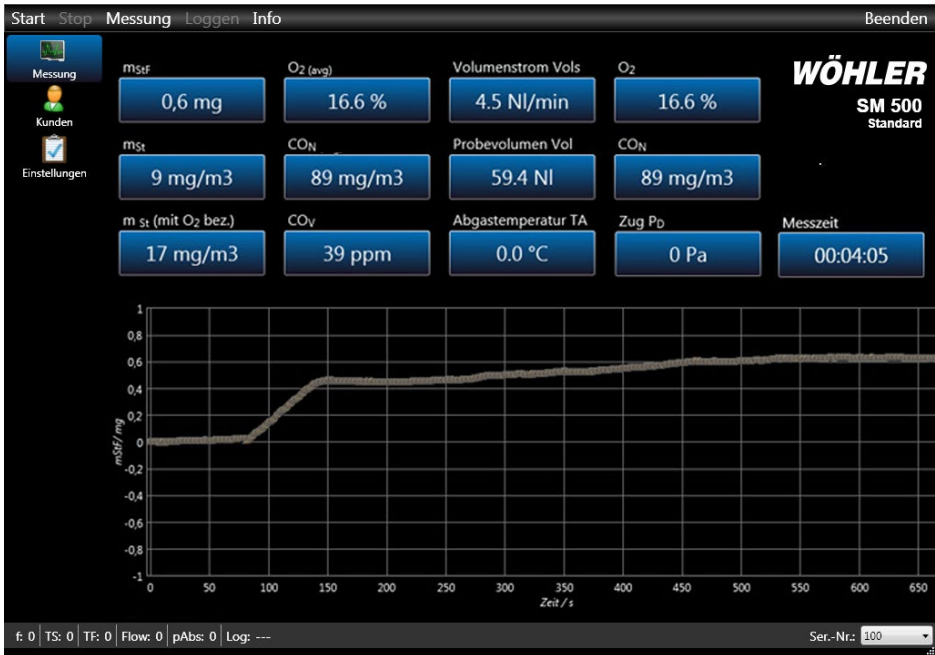 Start Stop Messung Loggen Info Beenden
Messung
Kunden
Einstellungen
mStF O2 (avg) Volumenstrom Vols O2
0,6 mg 16.6 % 4.5 Nl/min 16.6 %
WÖHLER
SM 500
Standard
mSt CON Probevolumen Vol CON
9 mg/m3 89 mg/m3 59.4 Nl 89 mg/m3
m St (mit O2 bez.) COV Abgastemperatur TA Zug PD Messzeit
17 mg/m3 39 ppm 0.0 °C 0 Pa 00:04:05
1
0,8
0,6
0,4
0,2
0
-0,2
-0,4
-0,6
-0,8
-1
mStF/ mg
0 50 100 150 200 250 300 350 400 450 500 550 600 650
Zeit / s
f: 0 TS: 0 TF: 0 Flow: 0 pAbs: 0 Log: --- Ser.-Nr.: 100